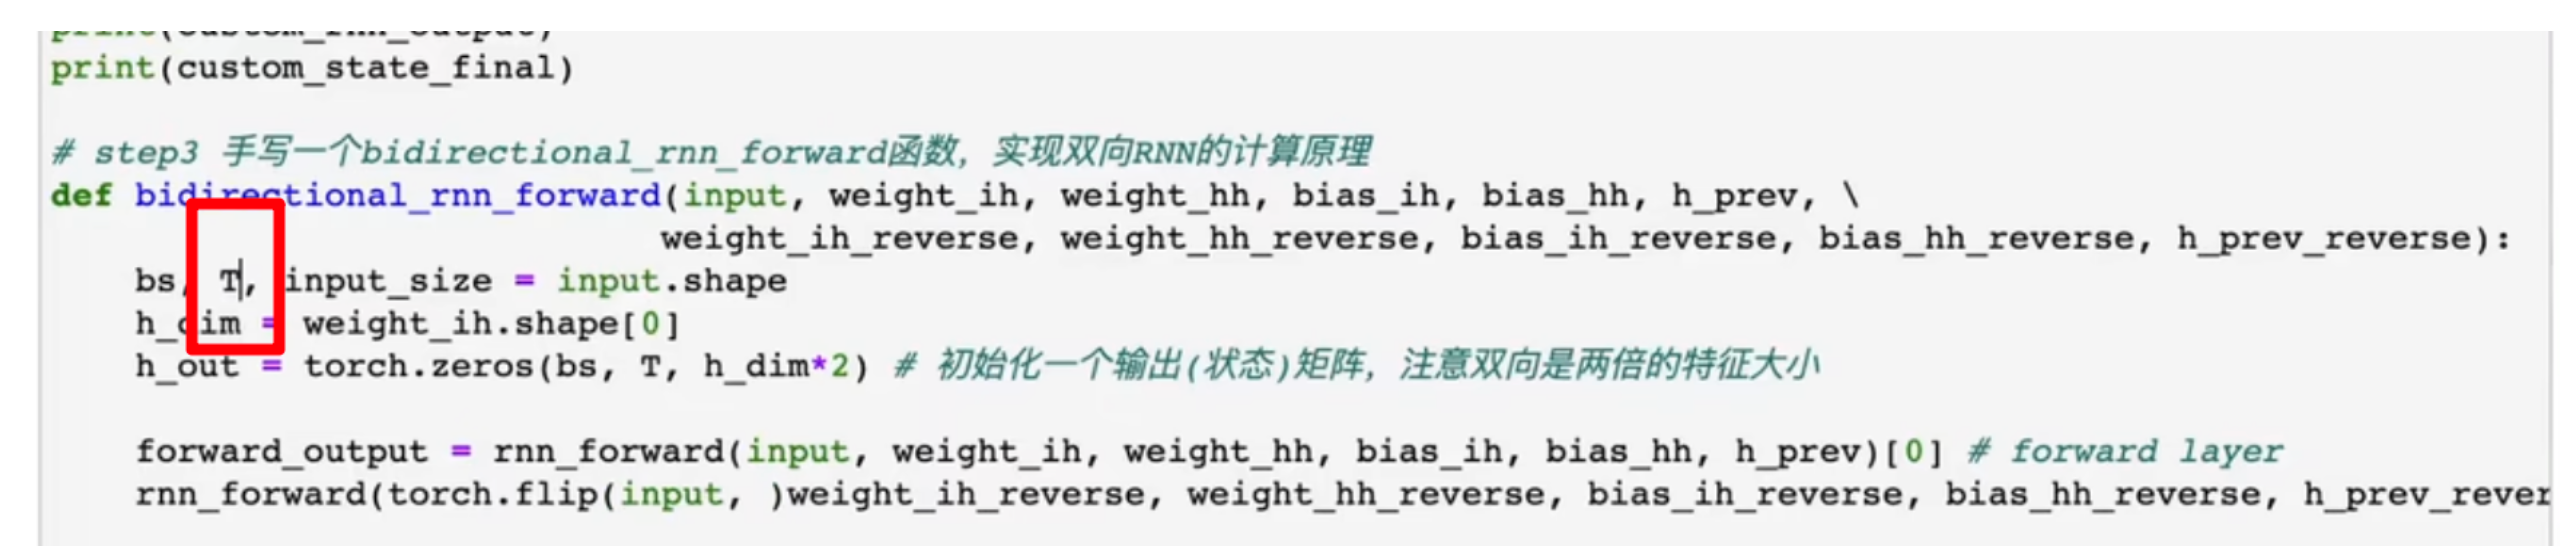 print(custom_rnn_output)
print(custom_state_final)
# step3 手写一个bidirectional_rnn_forward函数，实现双向RNN的计算原理
def bidirectional_rnn_forward(input, weight_ih, weight_hh, bias_ih, bias_hh, h_prev, \
weight_ih_reverse, weight_hh_reverse, bias_ih_reverse, bias_hh_reverse, h_prev_reverse):
bs, T, input_size = input.shape
h_dim = weight_ih.shape[0]
h_out = torch.zeros(bs, T, h_dim*2) # 初始化一个输出(状态)矩阵，注意双向是两倍的特征大小
forward_output = rnn_forward(input, weight_ih, weight_hh, bias_ih, bias_hh, h_prev)[0] # forward layer
rnn_forward(torch.flip(input, )weight_ih_reverse, weight_hh_reverse, bias_ih_reverse, bias_hh_reverse, h_prev_rever